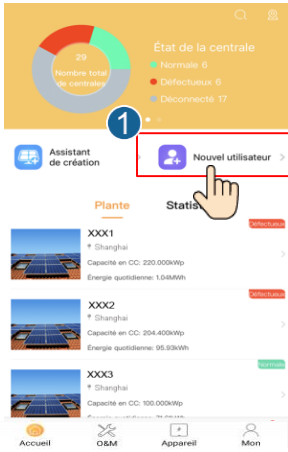 État de la centrale
29
Nombre total
de centrales
Normale 6
Défectueux 6
Déconnecté 17
1
Assistant
de création
Nouvel utilisateur
Plante
Statis
Défectueux
XXX1
Shanghai
Capacité en CC: 220.000kWp
Énergie quotidienne: 1.04MWh
Défectueux
XXX2
Shanghai
Capacité en CC: 204.400kWp
Énergie quotidienne: 95.93kWh
Normale
XXX3
Shanghai
Capacité en CC: 100.000kWp
Accueil
O&M
Appareil
Mon